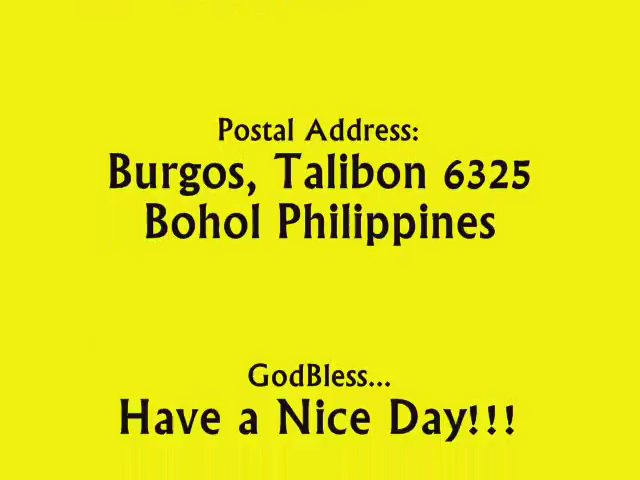 Postal Address:
Burgos, Talibon 6325
Bohol Philippines
GodBless...
Have a Nice Day!!!